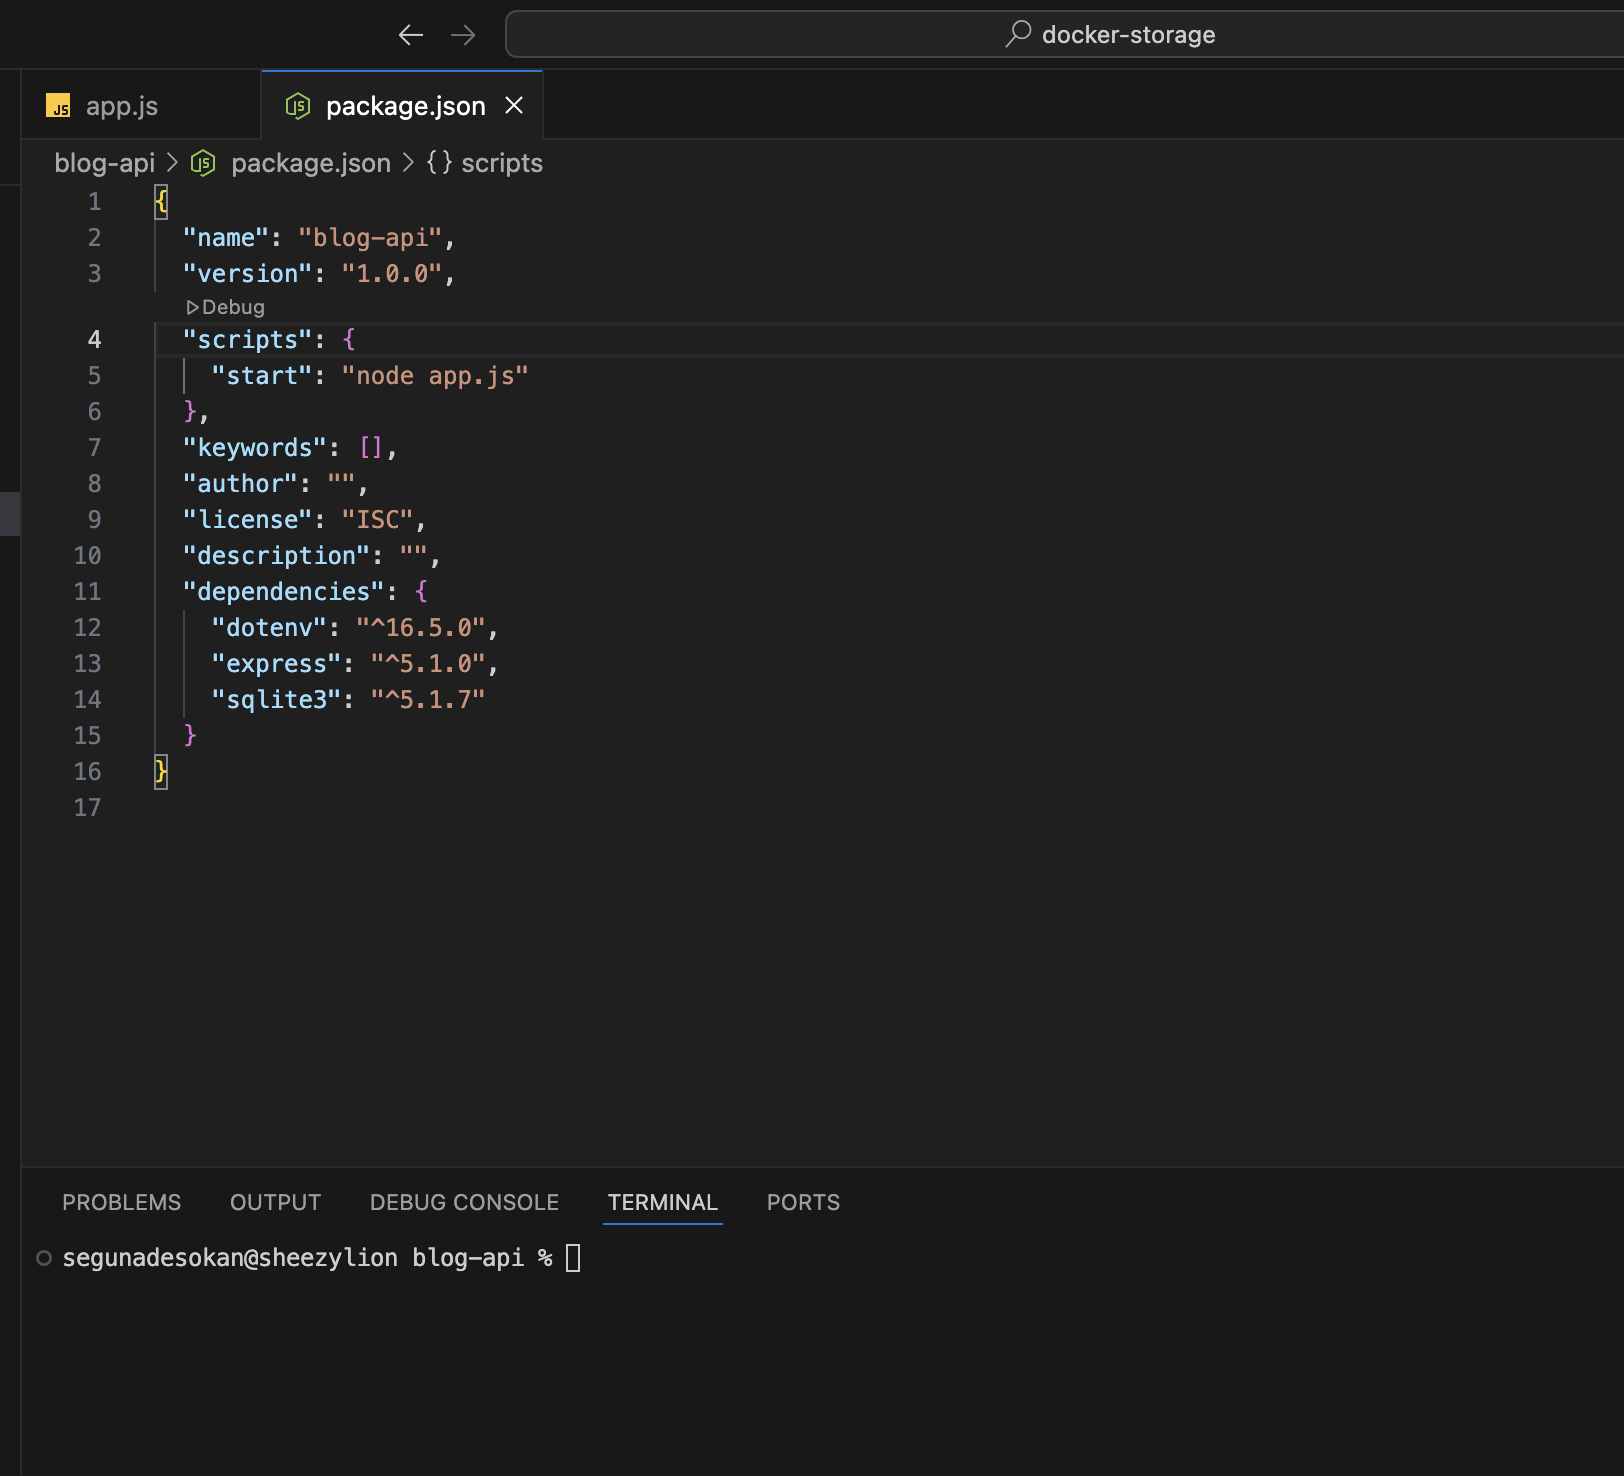 docker-storage
JS app.js
JS package.json
blog-api > JS package.json > {} scripts
1 {
2 "name": "blog-api",
3 "version": "1.0.0",
Debug
4 "scripts": {
5 "start": "node app.js"
6 },
7 "keywords": [],
8 "author": "",
9 "license": "ISC",
10 "description": "",
11 "dependencies": {
12 "dotenv": "^16.5.0",
13 "express": "^5.1.0",
14 "sqlite3": "^5.1.7"
15 }
16 }
17
PROBLEMS OUTPUT DEBUG CONSOLE TERMINAL PORTS
segunadesokan@sheezylion blog-api %